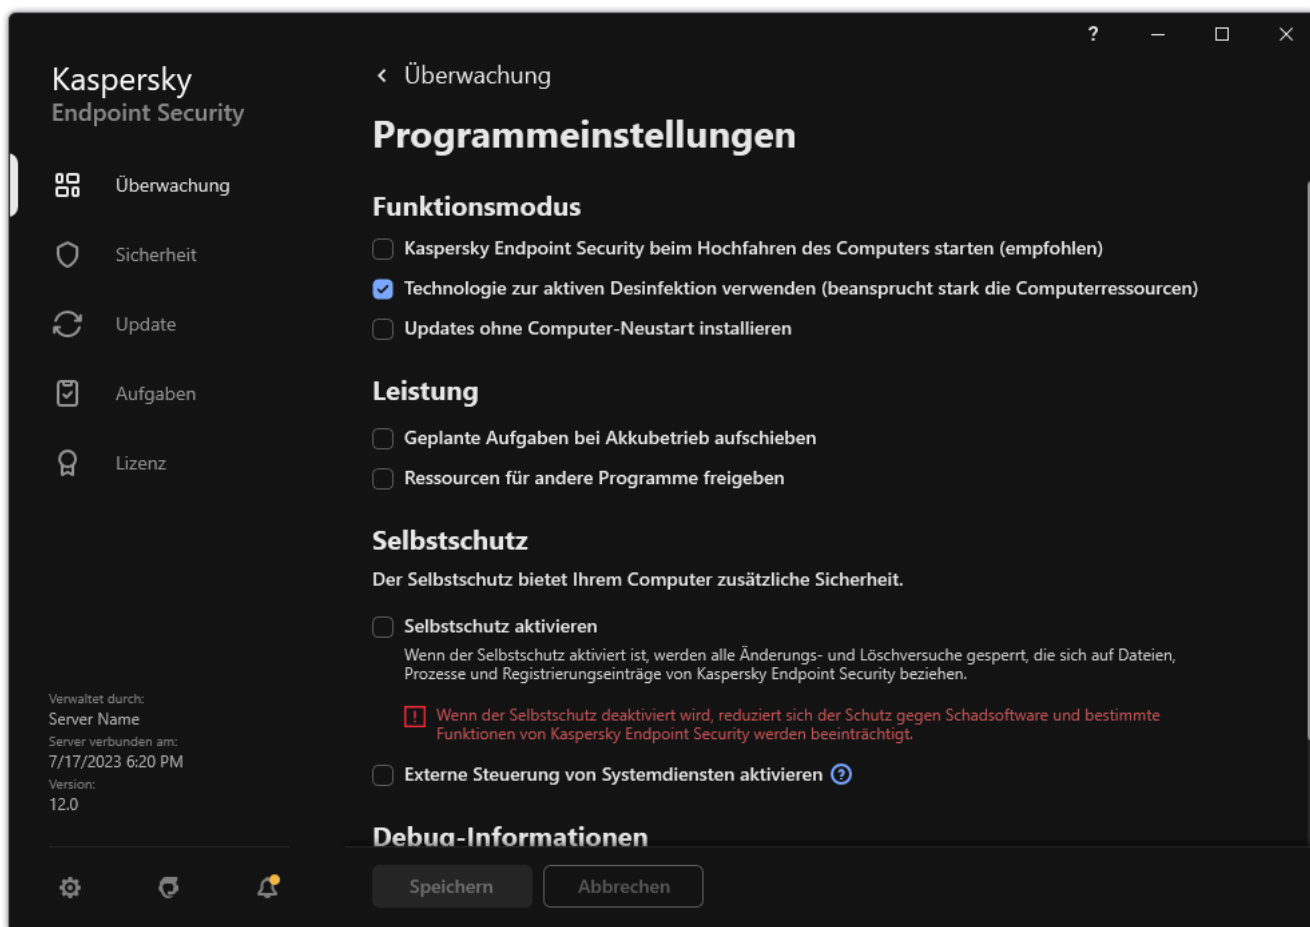 ?
Kaspersky
Endpoint Security
Überwachung
Sicherheit
Update
Aufgaben
Lizenz
Verwaltet durch:
Server Name
Server verbunden am:
7/17/2023 6:20 PM
Version:
12.0
Überwachung
Programmeinstellungen
Funktionsmodus
Kaspersky Endpoint Security beim Hochfahren des Computers starten (empfohlen)
Technologie zur aktiven Desinfektion verwenden (beansprucht stark die Computerressourcen)
Updates ohne Computer-Neustart installieren
Leistung
Geplante Aufgaben bei Akkubetrieb aufschieben
Ressourcen für andere Programme freigeben
Selbstschutz
Der Selbstschutz bietet Ihrem Computer zusätzliche Sicherheit.
Selbstschutz aktivieren
Wenn der Selbstschutz aktiviert ist, werden alle Änderungs- und Löschversuche gesperrt, die sich auf Dateien,
Prozesse und Registrierungseinträge von Kaspersky Endpoint Security beziehen.
Wenn der Selbstschutz deaktiviert wird, reduziert sich der Schutz gegen Schadsoftware und bestimmte
Funktionen von Kaspersky Endpoint Security werden beeinträchtigt.
Externe Steuerung von Systemdiensten aktivieren ?
Debug-Informationen
Speichern
Abbrechen